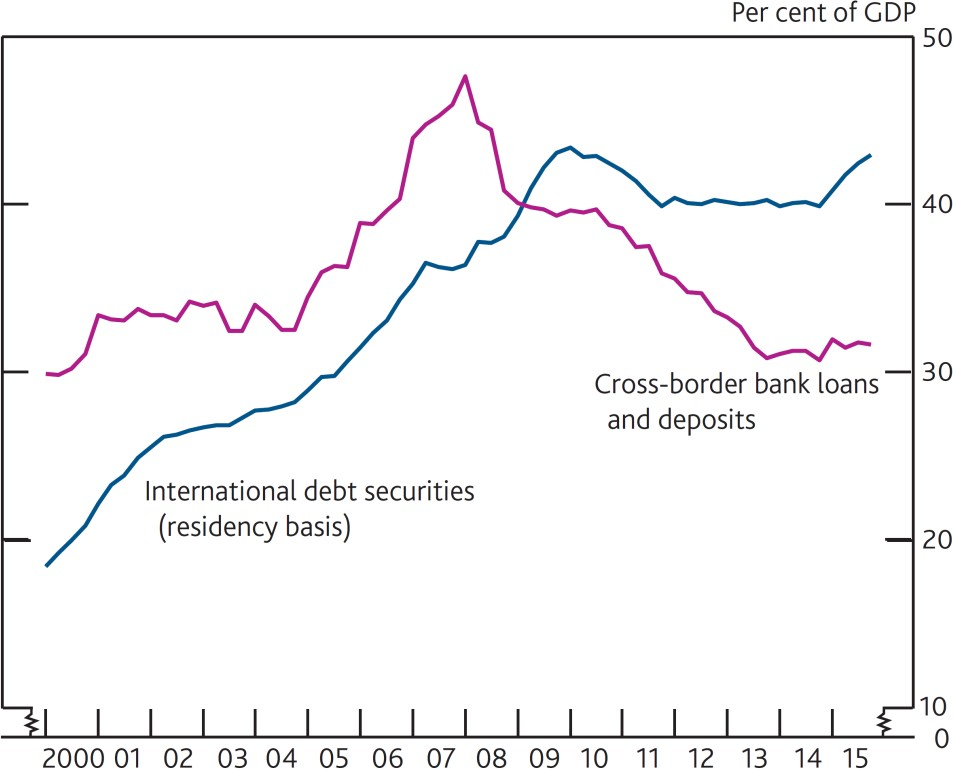 Per cent of GDP
50
40
30
Cross-border bank loans
and deposits
International debt securities
(residency basis)
20
10
0
2000 01 02 03 04 05 06 07 08 09 10 11 12 13 14 15